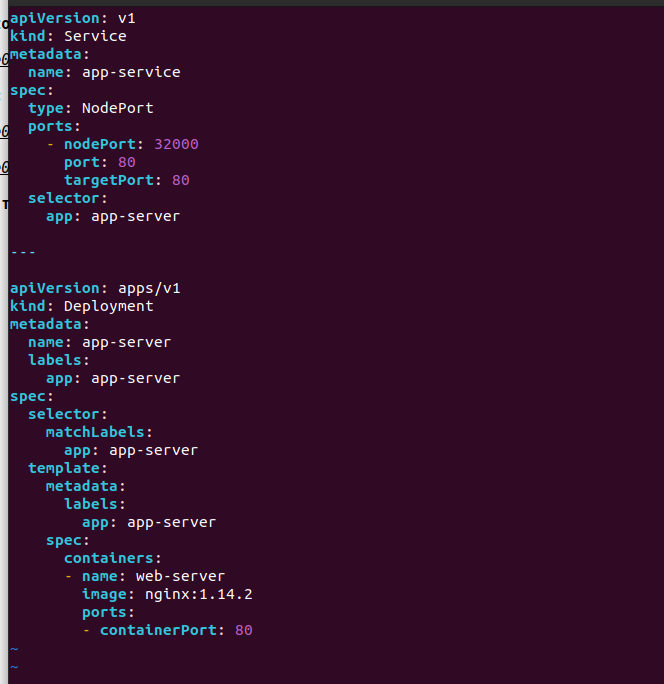 apiVersion: v1
kind: Service
metadata:
  name: app-service
spec:
  type: NodePort
  ports:
    - nodePort: 32000
      port: 80
      targetPort: 80
  selector:
    app: app-server

---

apiVersion: apps/v1
kind: Deployment
metadata:
  name: app-server
  labels:
    app: app-server
spec:
  selector:
    matchLabels:
      app: app-server
  template:
    metadata:
      labels:
        app: app-server
    spec:
      containers:
      - name: web-server
        image: nginx:1.14.2
        ports:
        - containerPort: 80
~
~